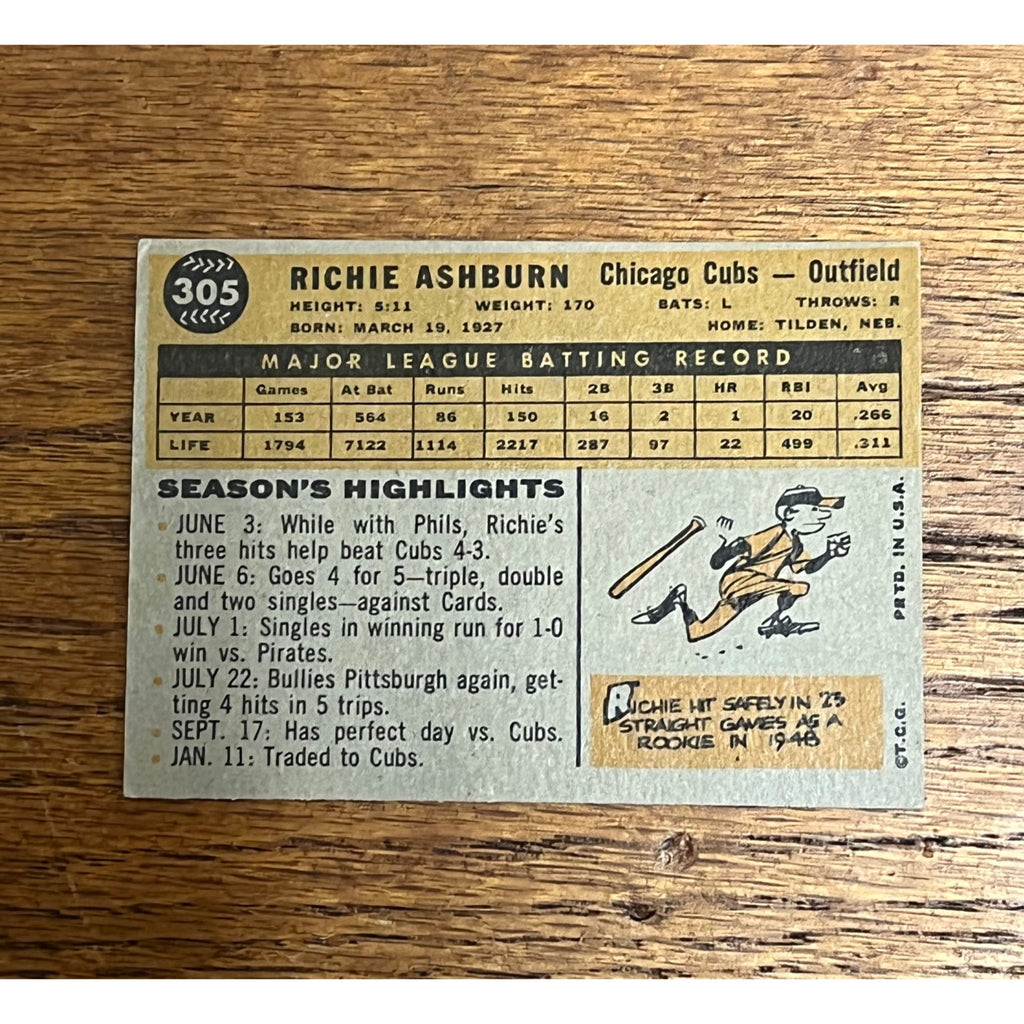 305
RICHIE ASHBURN Chicago Cubs — Outfield
HEIGHT: 5:11 WEIGHT: 170 BATS: L THROWS: R
BORN: MARCH 19, 1927 HOME: TILDEN, NEB.
MAJOR LEAGUE BATTING RECORD
Games At Bat Runs Hits 2B 3B HR RBI Avg
YEAR 153 564 86 150 16 2 1 20 .266
LIFE 1794 7122 1114 2217 287 97 22 499 .311
SEASON'S HIGHLIGHTS
• JUNE 3: While with Phils, Richie's
three hits help beat Cubs 4-3.
• JUNE 6: Goes 4 for 5—triple, double
and two singles—against Cards.
• JULY 1: Singles in winning run for 1-0
win vs. Pirates.
• JULY 22: Bullies Pittsburgh again, get-
ting 4 hits in 5 trips.
• SEPT. 17: Has perfect day vs. Cubs.
• JAN. 11: Traded to Cubs.
RICHIE HIT SAFELY IN 23
STRAIGHT GAMES AS A
ROOKIE IN 1948
©T.C.G. PRTD. IN U.S.A.